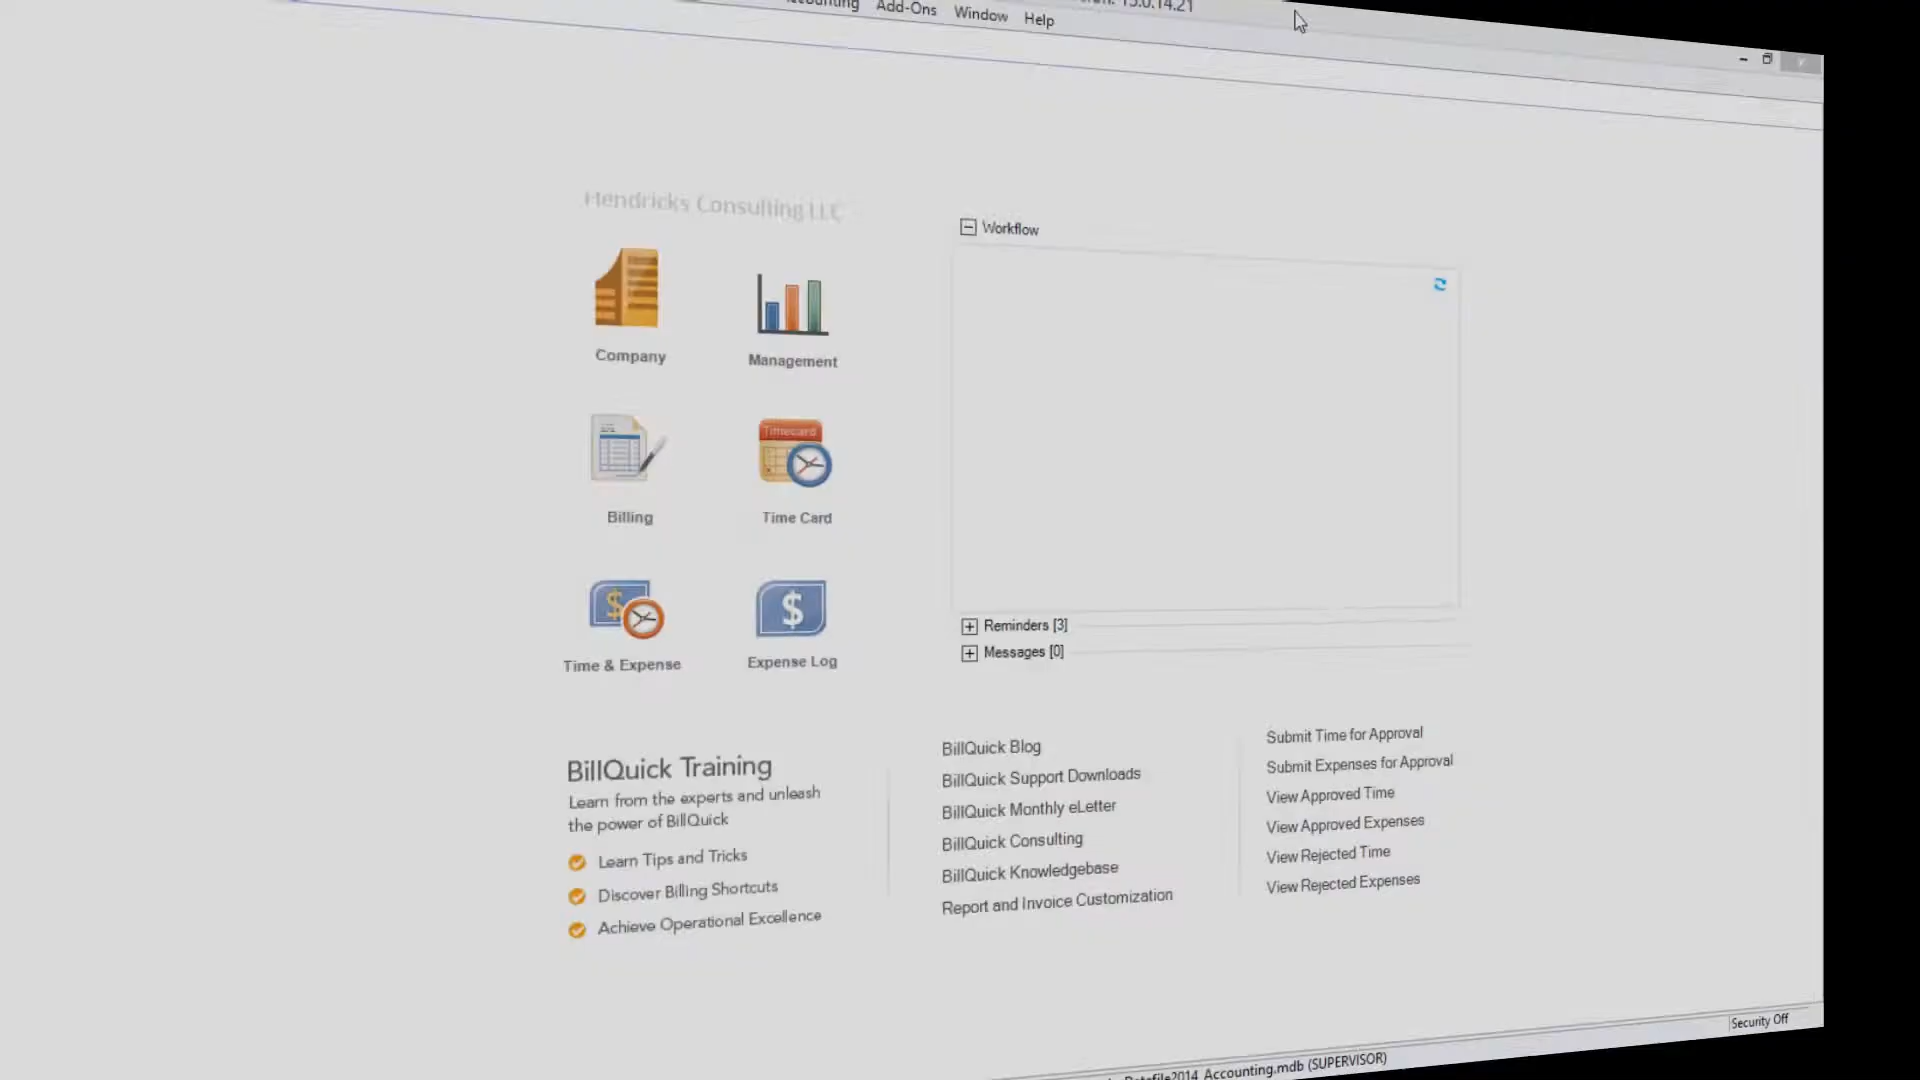 15.0.14.21
Add-Ons Window Help
Hendricks Consulting LLC
Workflow
Company
Management
Timecard
Billing
Time Card
Reminders [3]
Messages [0]
Time & Expense
Expense Log
BillQuick Training
Learn from the experts and unleash
the power of BillQuick
Learn Tips and Tricks
Discover Billing Shortcuts
Achieve Operational Excellence
BillQuick Blog
BillQuick Support Downloads
BillQuick Monthly eLetter
BillQuick Consulting
BillQuick Knowledgebase
Report and Invoice Customization
Submit Time for Approval
Submit Expenses for Approval
View Approved Time
View Approved Expenses
View Rejected Time
View Rejected Expenses
Security Off
Accounting.mdb (SUPERVISOR)